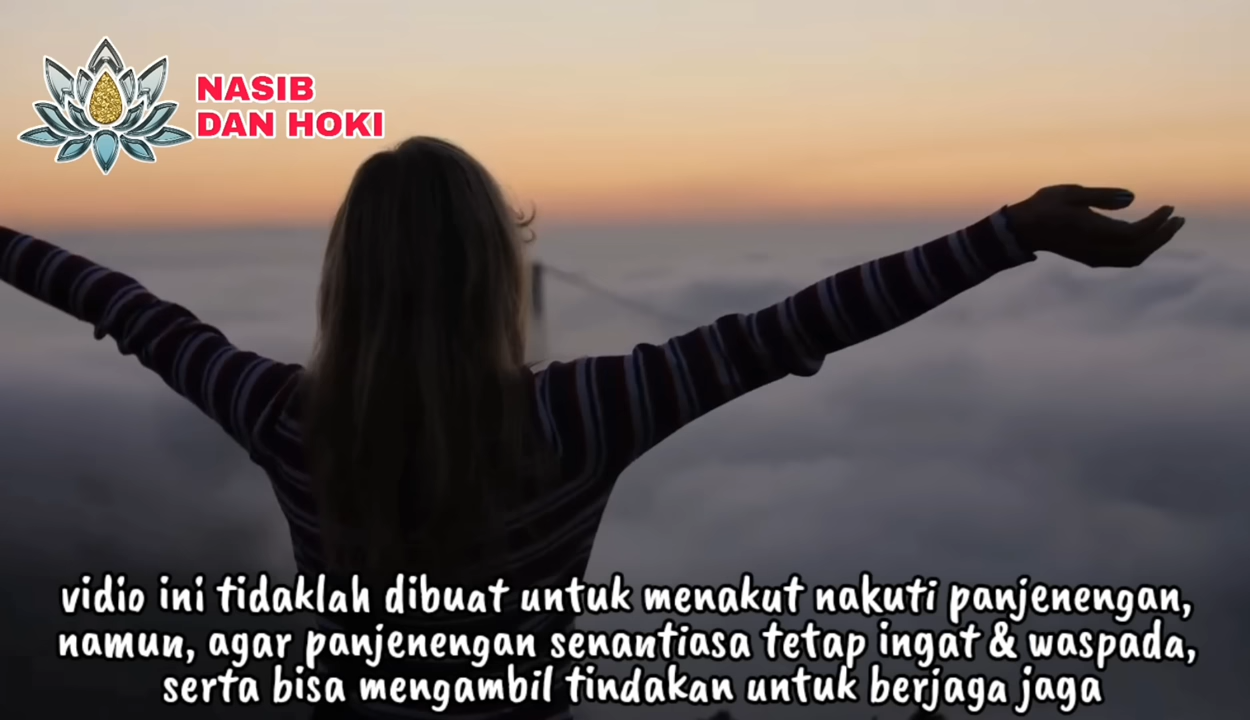 NASIB
DAN HOKI
vidio ini tidaklah dibuat untuk menakut nakuti panjenengan,
namun, agar panjenengan senantiasa tetap ingat & waspada,
serta bisa mengambil tindakan untuk berjaga jaga